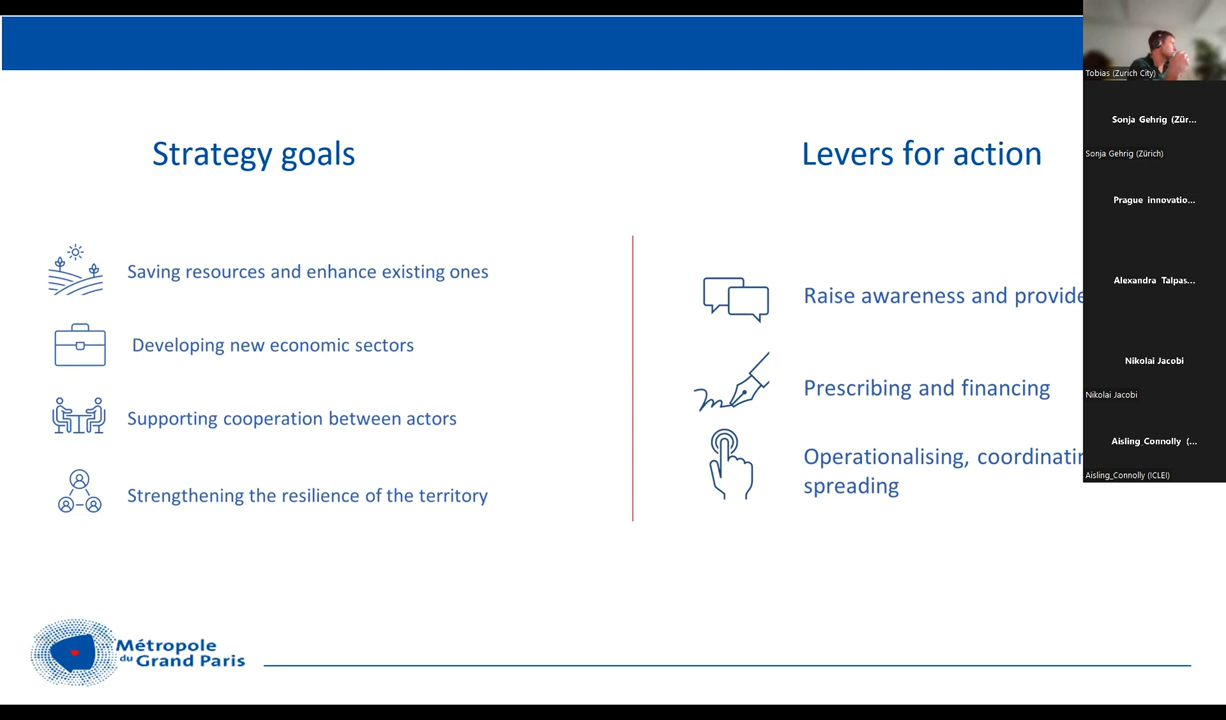 Strategy goals
Saving resources and enhance existing ones
Developing new economic sectors
Supporting cooperation between actors
Strengthening the resilience of the territory
Levers for action
Raise awareness and provide
Prescribing and financing
Operationalising,
spreading
Métropole
du Grand Paris
Tobias (Zurich City)
Sonja Gehrig (Zür...
Sonja Gehrig (Zürich)
Prague innovatio...
Alexandra Talpas...
Nikolai Jacobi
Nikolai Jacobi
Aisling Connolly (...
Aisling_Connolly (ICLEI)